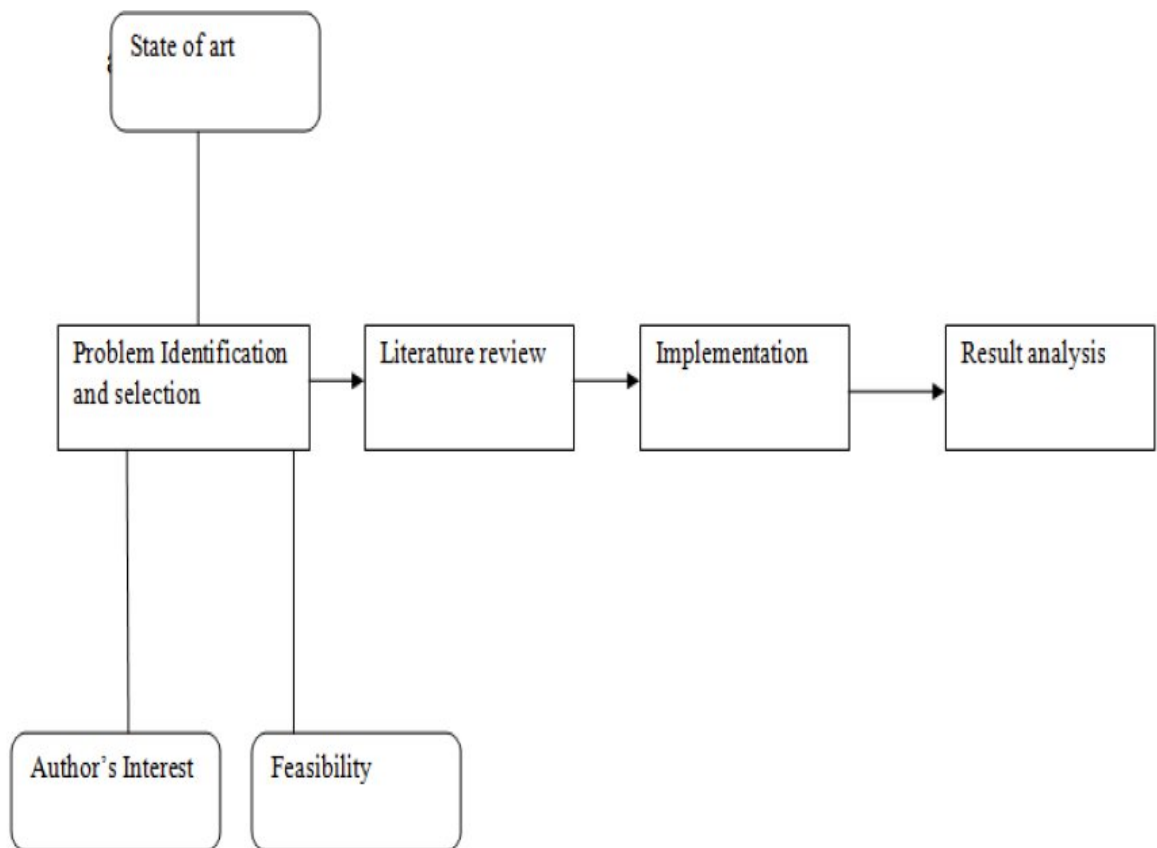 State of art
Problem Identification
and selection
Literature review
Implementation
Result analysis
Author’s Interest
Feasibility